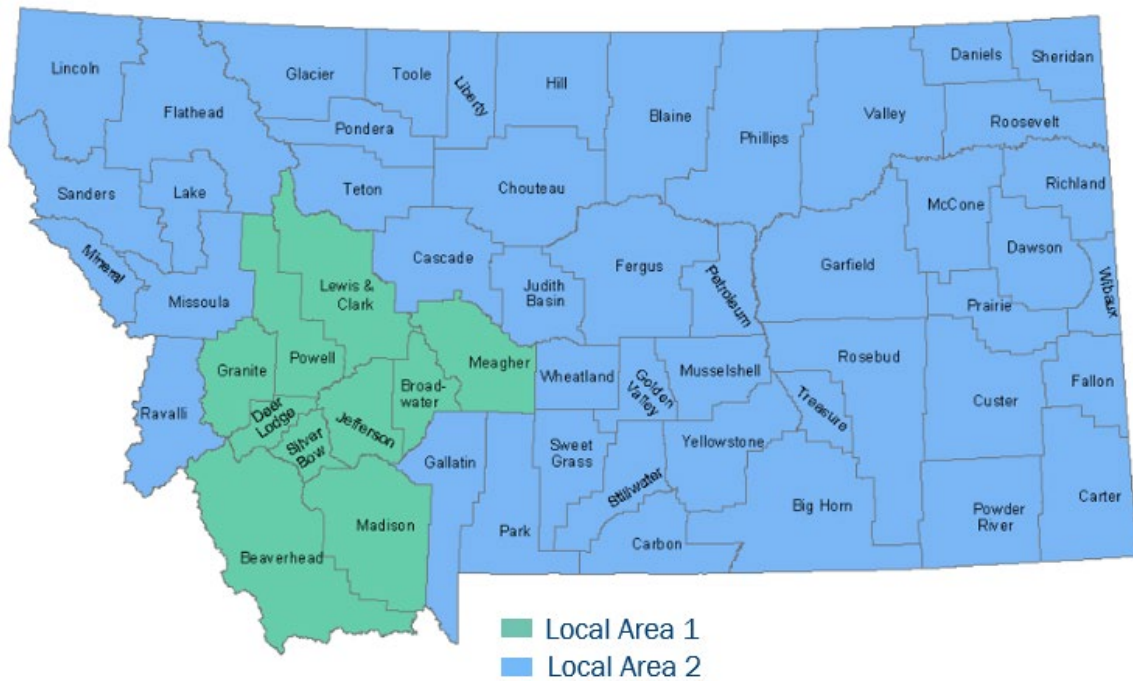 Lincoln
Flathead
Glacier
Toole
Liberty
Hill
Blaine
Phillips
Valley
Daniels
Sheridan
Roosevelt
Pondera
Sanders
Lake
Teton
Chouteau
McCone
Richland
Mineral
Missoula
Cascade
Judith
Basin
Fergus
Petroleum
Garfield
Dawson
Prairie
Wibaux
Lewis &
Clark
Granite
Powell
Meagher
Broad-
water
Wheatland
Golden
Valley
Musselshell
Rosebud
Treasure
Custer
Fallon
Ravalli
Deer
Lodge
Silver
Bow
Jefferson
Gallatin
Sweet
Grass
Stillwater
Yellowstone
Big Horn
Powder
River
Carter
Beaverhead
Madison
Park
Carbon
Local Area 1
Local Area 2